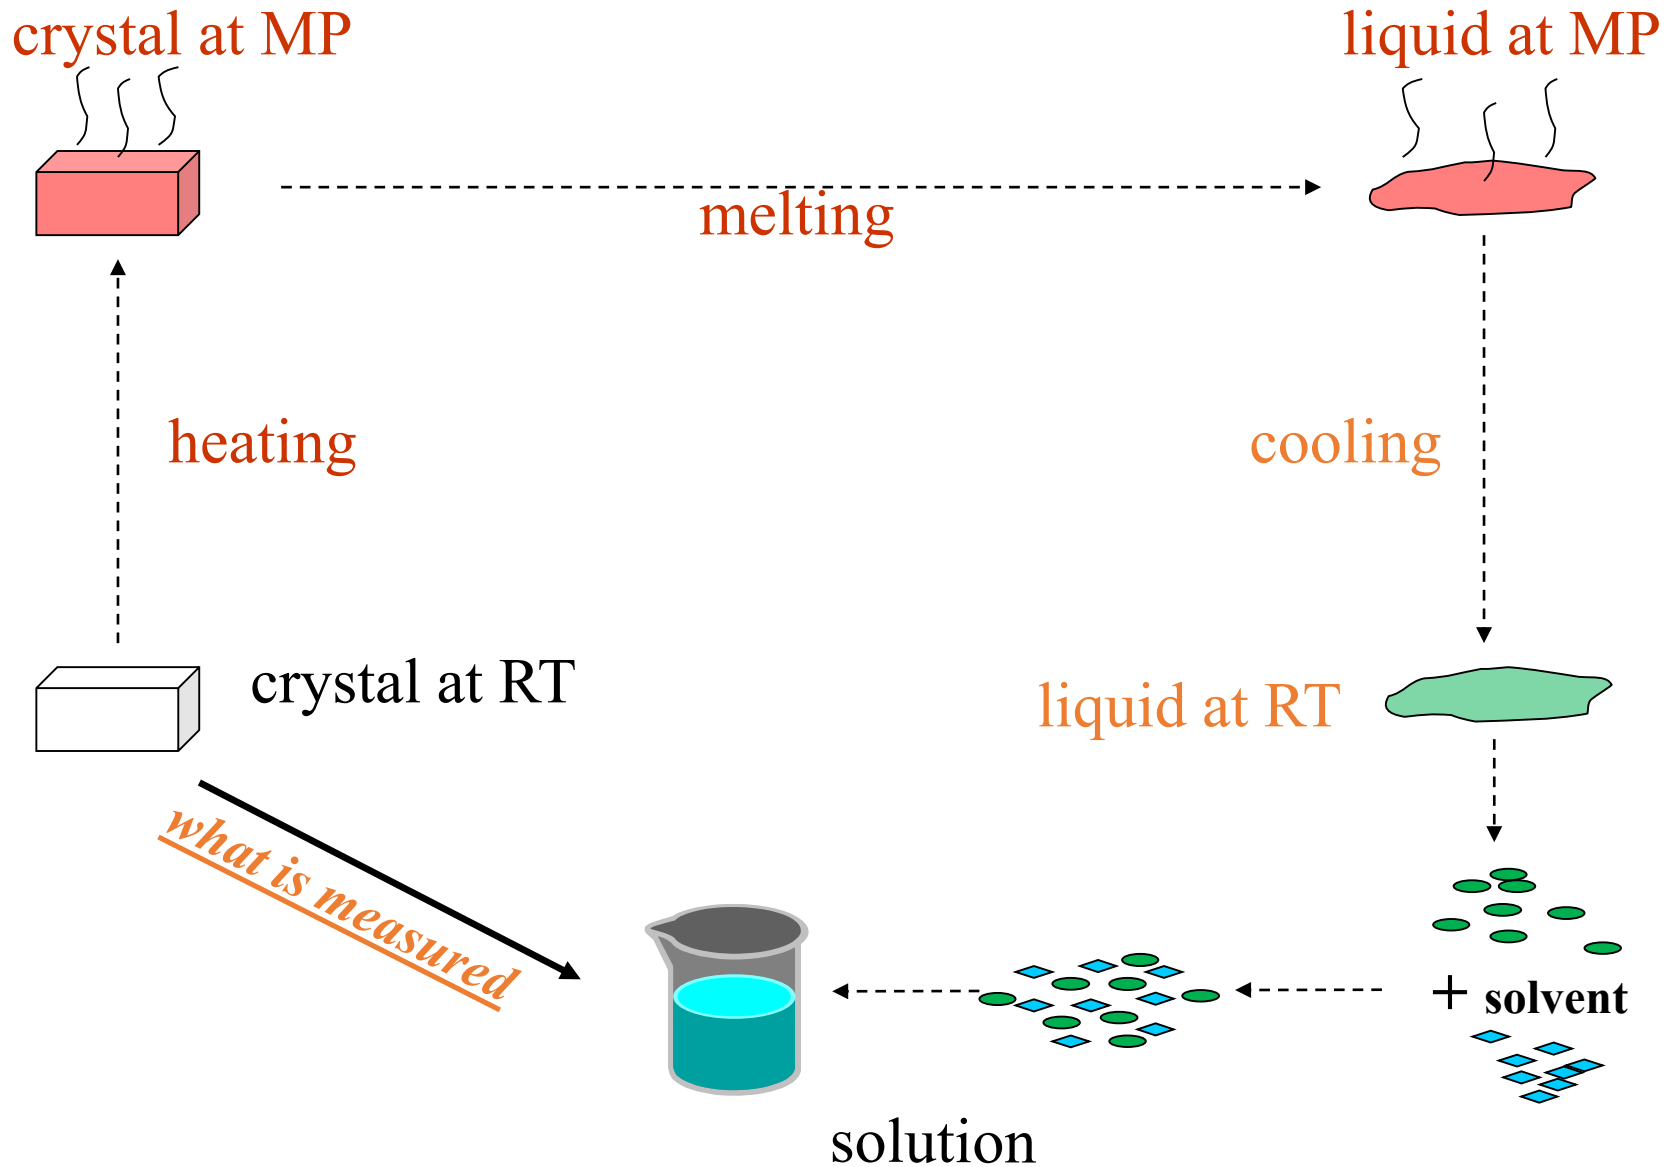 crystal at MP
liquid at MP
melting
heating
cooling
crystal at RT
liquid at RT
what is measured
+ solvent
solution